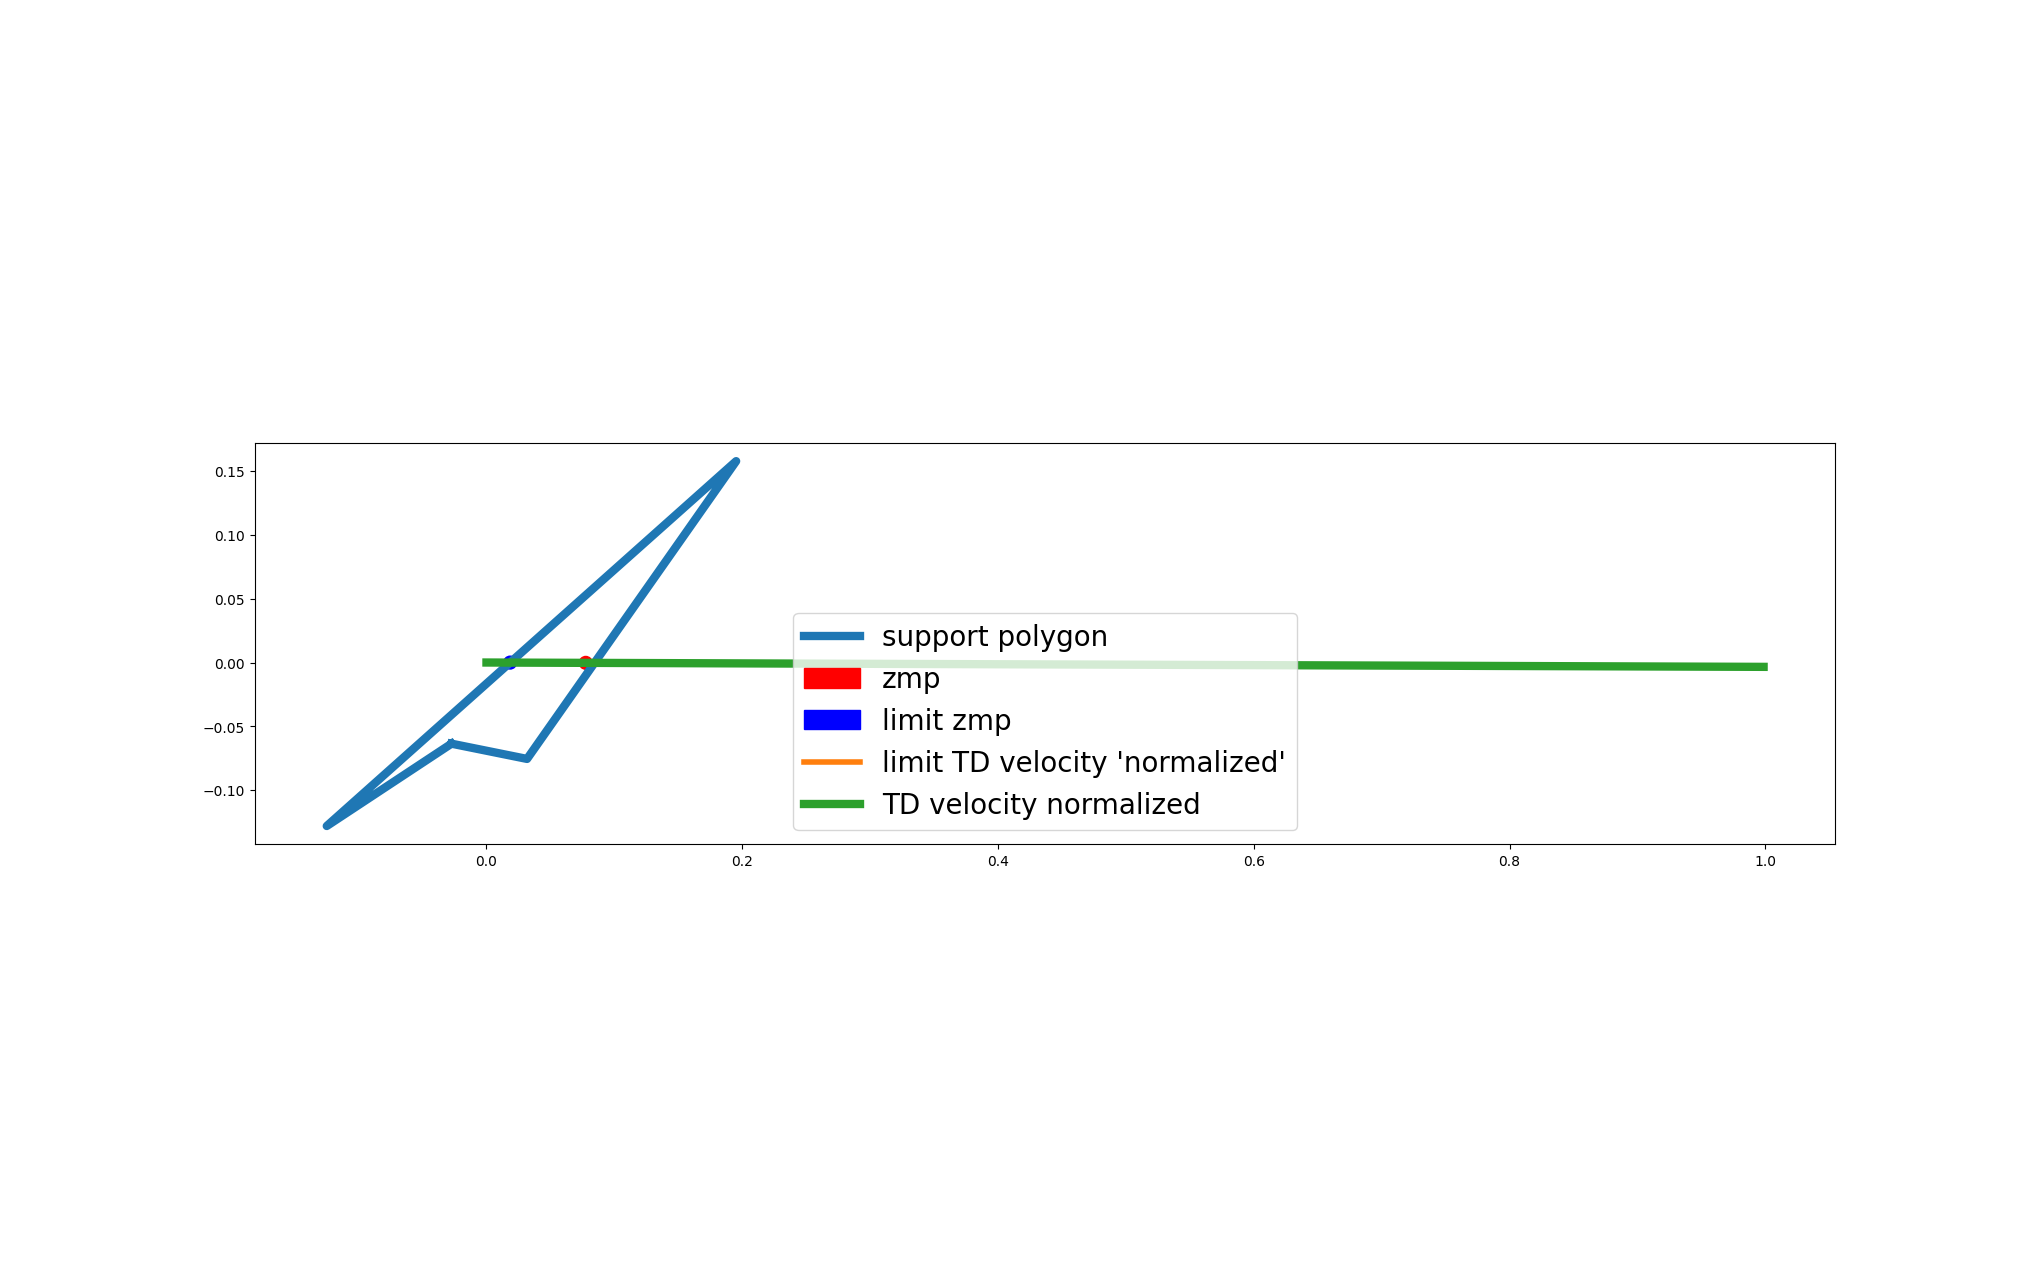 0.15
0.10
0.05
0.00
−0.05
−0.10
support polygon
zmp
limit zmp
limit TD velocity 'normalized'
TD velocity normalized
0.0 0.2 0.4 0.6 0.8 1.0